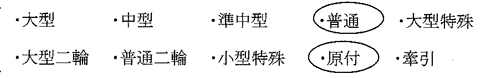 ・大型 ・中型 ・準中型 ・普通 ・大型特殊
・大型二輪 ・普通二輪 ・小型特殊 ・原付 ・牽引